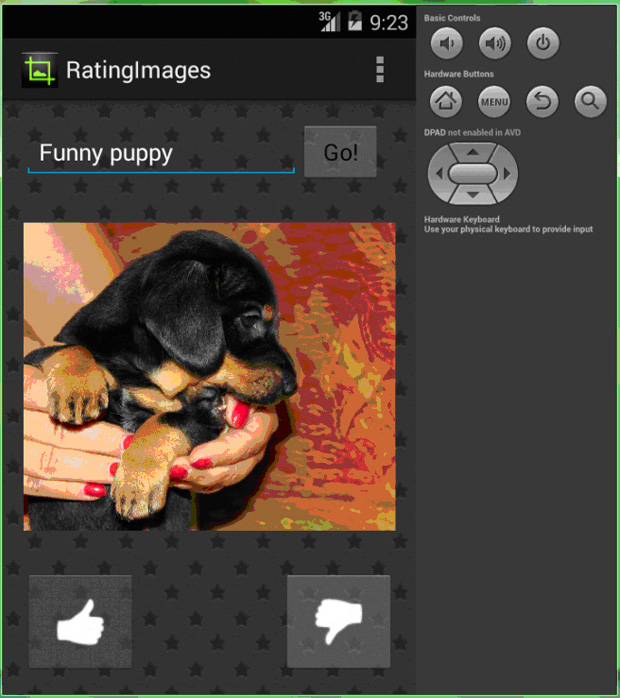 3G 9:23
RatingImages
Funny puppy Go!
Basic Controls
Hardware Buttons
MENU
DPAD not enabled in AVD
Hardware Keyboard
Use your physical keyboard to provide input